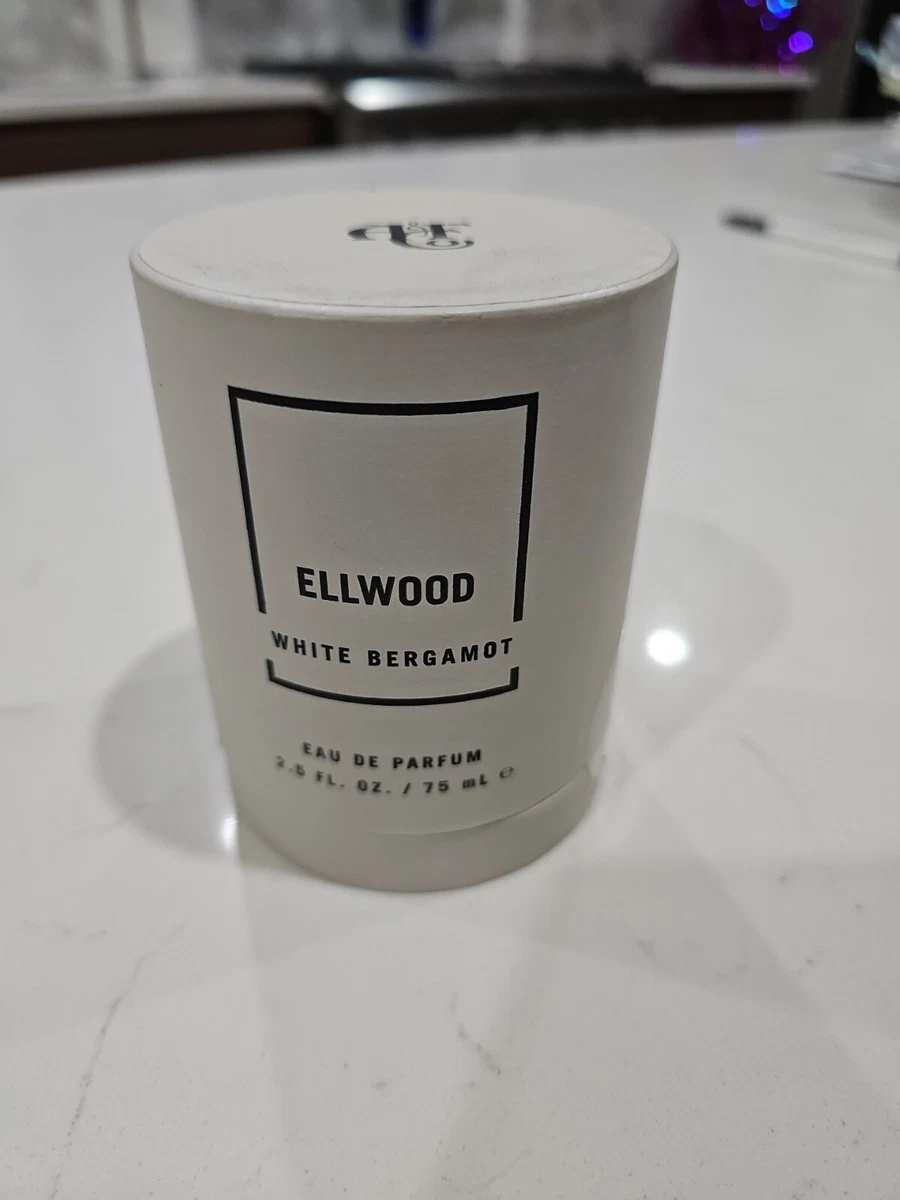 A&F
ELLWOOD
WHITE BERGAMOT
EAU DE PARFUM
2.5 FL. OZ. / 75 mL ℮